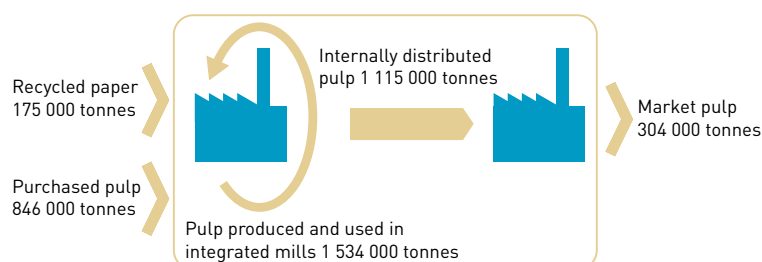 Recycled paper
175 000 tonnes
Purchased pulp
846 000 tonnes
Internally distributed
pulp 1 115 000 tonnes
Pulp produced and used in
integrated mills 1 534 000 tonnes
Market pulp
304 000 tonnes